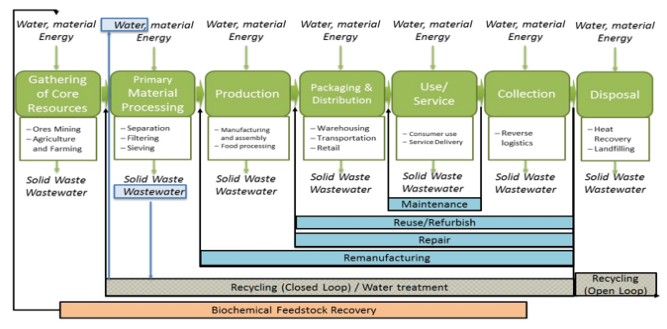 Water, material Energy
Water, material Energy
Water, material Energy
Water, material Energy
Water, material Energy
Water, material Energy
Water, material Energy
Gathering of Core Resources
Primary Material Processing
Production
Packaging & Distribution
Use/ Service
Collection
Disposal
– Ores Mining
– Agriculture and Farming
– Separation
– Filtering
– Sieving
– Manufacturing and assembly
– Food processing
– Warehousing
– Transportation
– Retail
– Consumer use
– Service Delivery
– Reverse logistics
– Heat Recovery
– Landfilling
Solid Waste Wastewater
Solid Waste Wastewater
Solid Waste Wastewater
Solid Waste Wastewater
Solid Waste Wastewater
Solid Waste Wastewater
Solid Waste Wastewater
Maintenance
Reuse/Refurbish
Repair
Remanufacturing
Recycling (Closed Loop) / Water treatment
Recycling (Open Loop)
Biochemical Feedstock Recovery